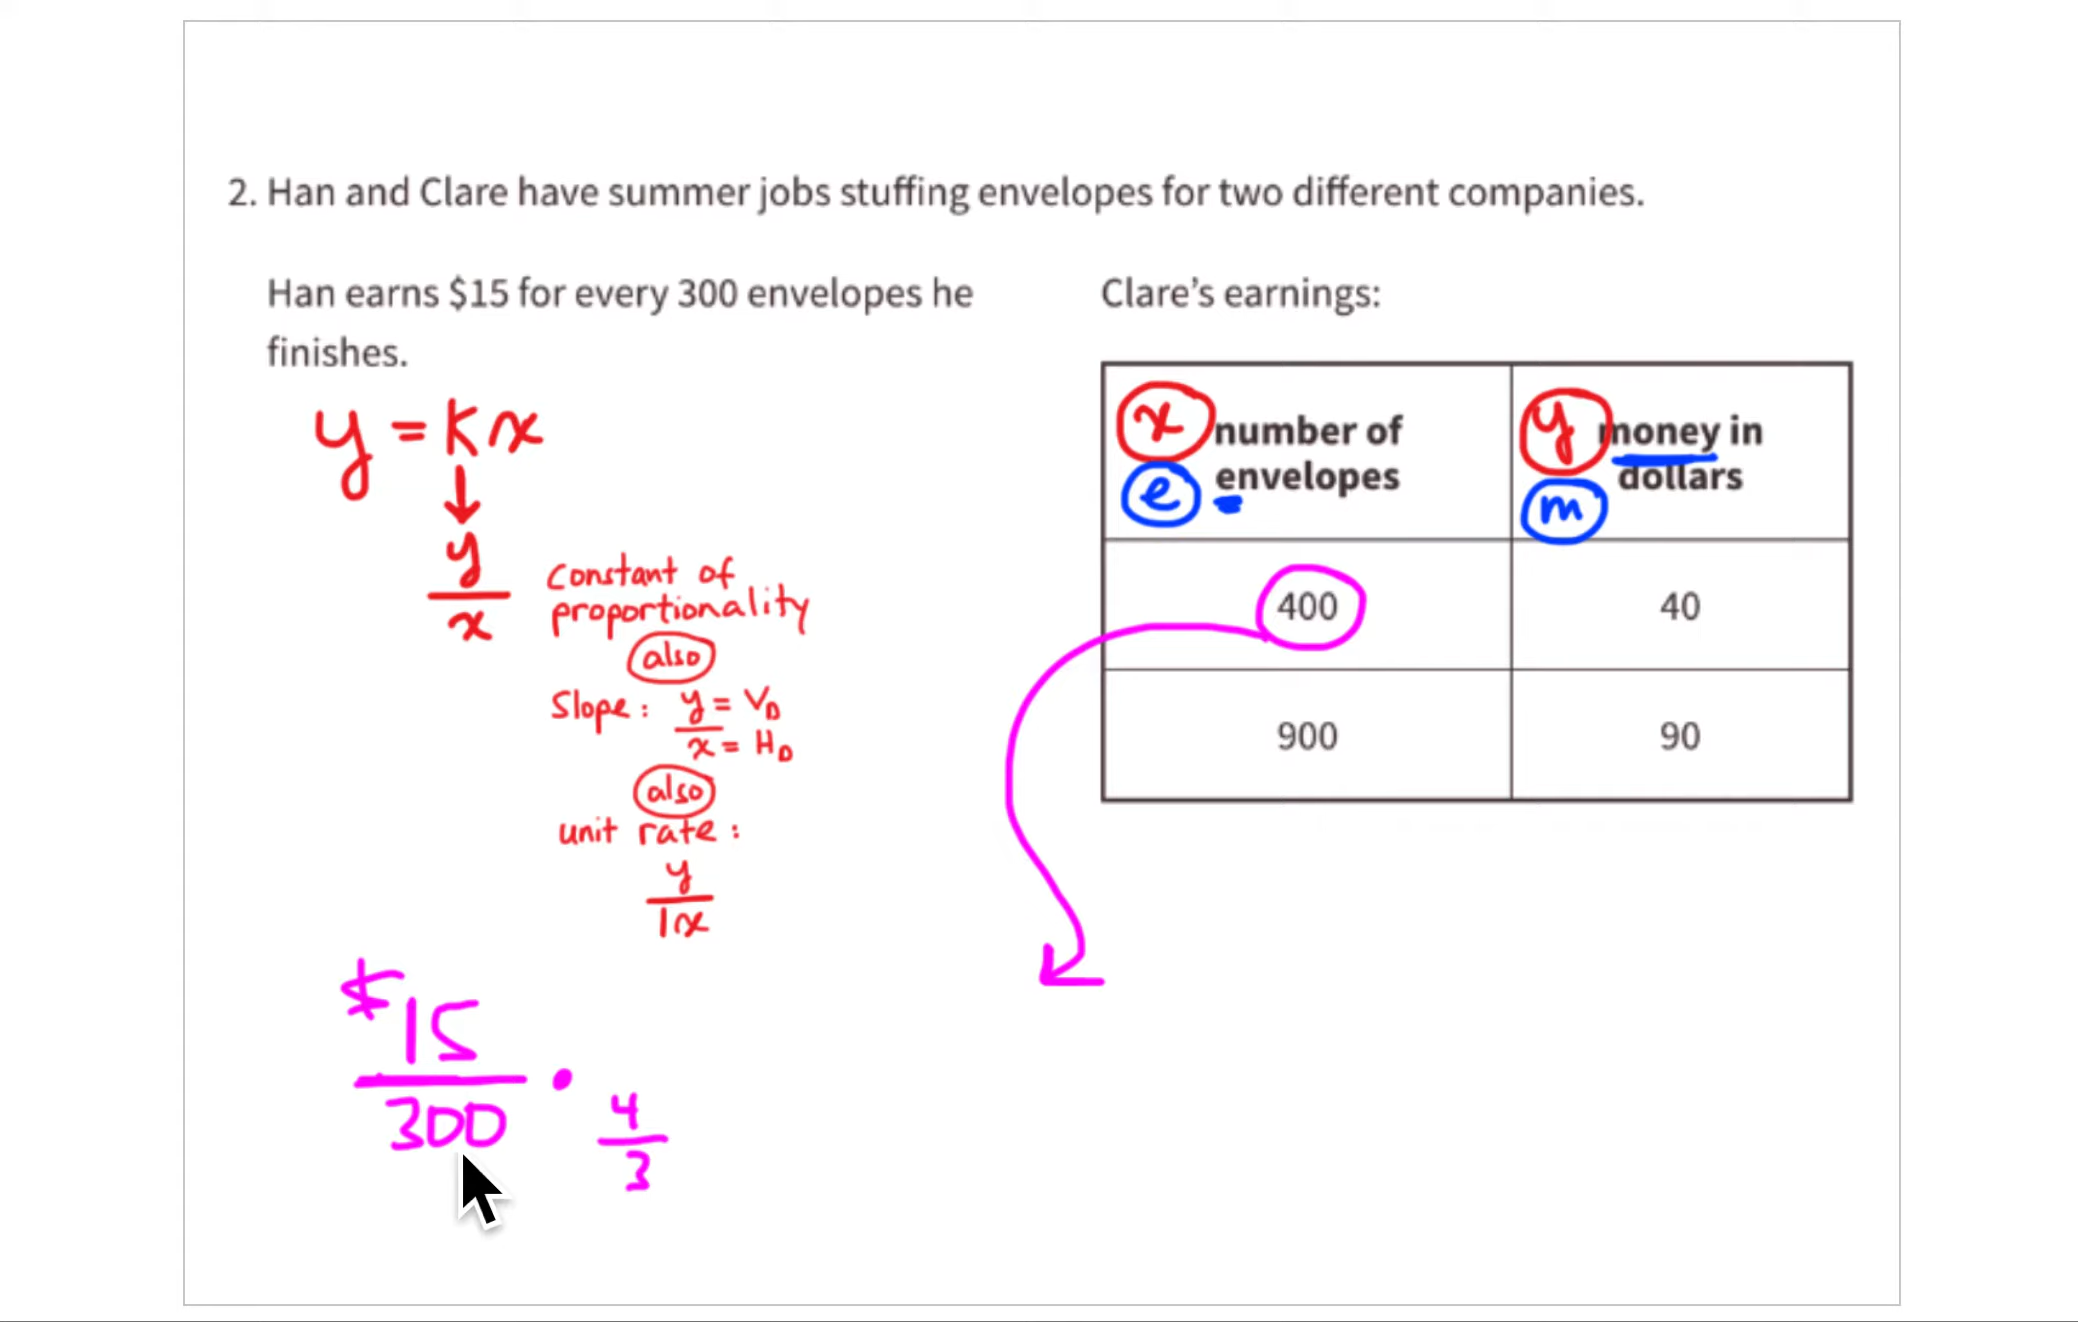 2. Han and Clare have summer jobs stuffing envelopes for two different companies.
Han earns $15 for every 300 envelopes he
finishes.
y = kx
y
x
Constant of
proportionality
also
Slope: y = VD
x = HD
also
unit rate:
y
1x
$15
300
·
4
3
Clare's earnings:
x number of
e envelopes
y money in
m dollars
400 40
900 90